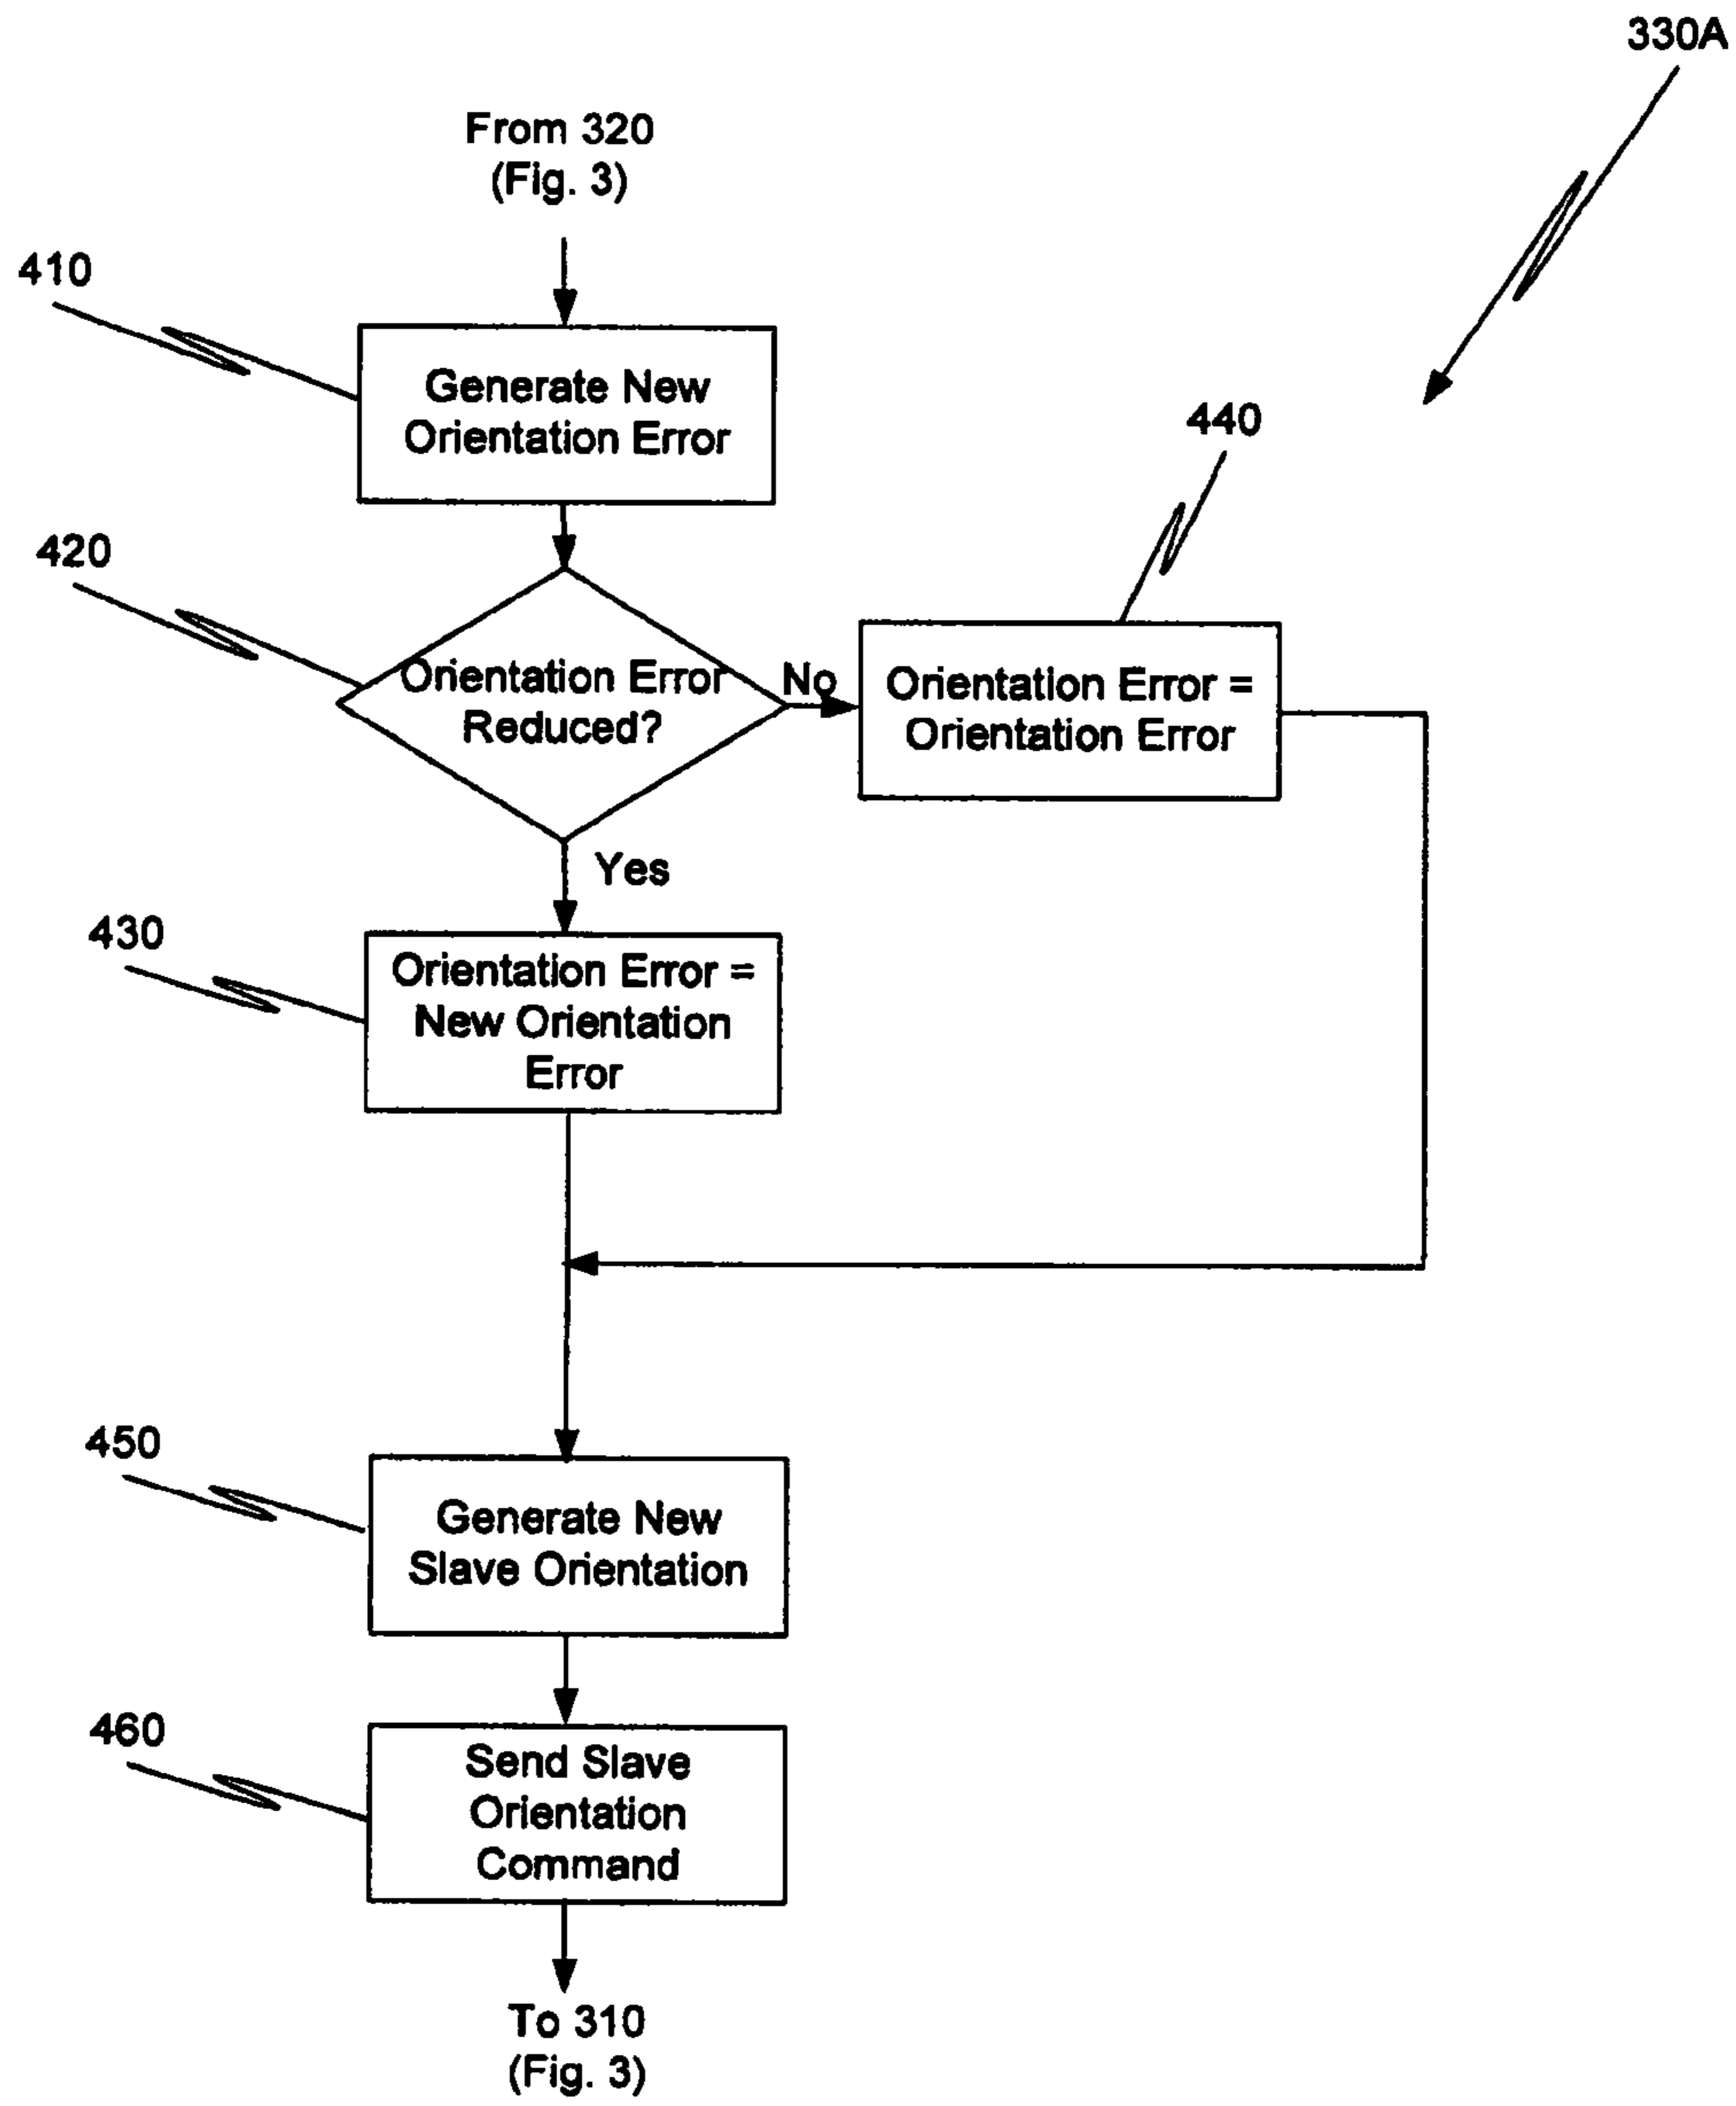 330A
From 320
(Fig. 3)
410
Generate New
Orientation Error
440
420
Orientation Error
Reduced?
No
Orientation Error =
Orientation Error
Yes
430
Orientation Error =
New Orientation
Error
450
Generate New
Slave Orientation
460
Send Slave
Orientation
Command
To 310
(Fig. 3)